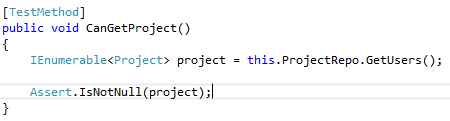 [TestMethod]
public void CanGetProject()
{
    IEnumerable<Project> project = this.ProjectRepo.GetUsers();

    Assert.IsNotNull(project);
}